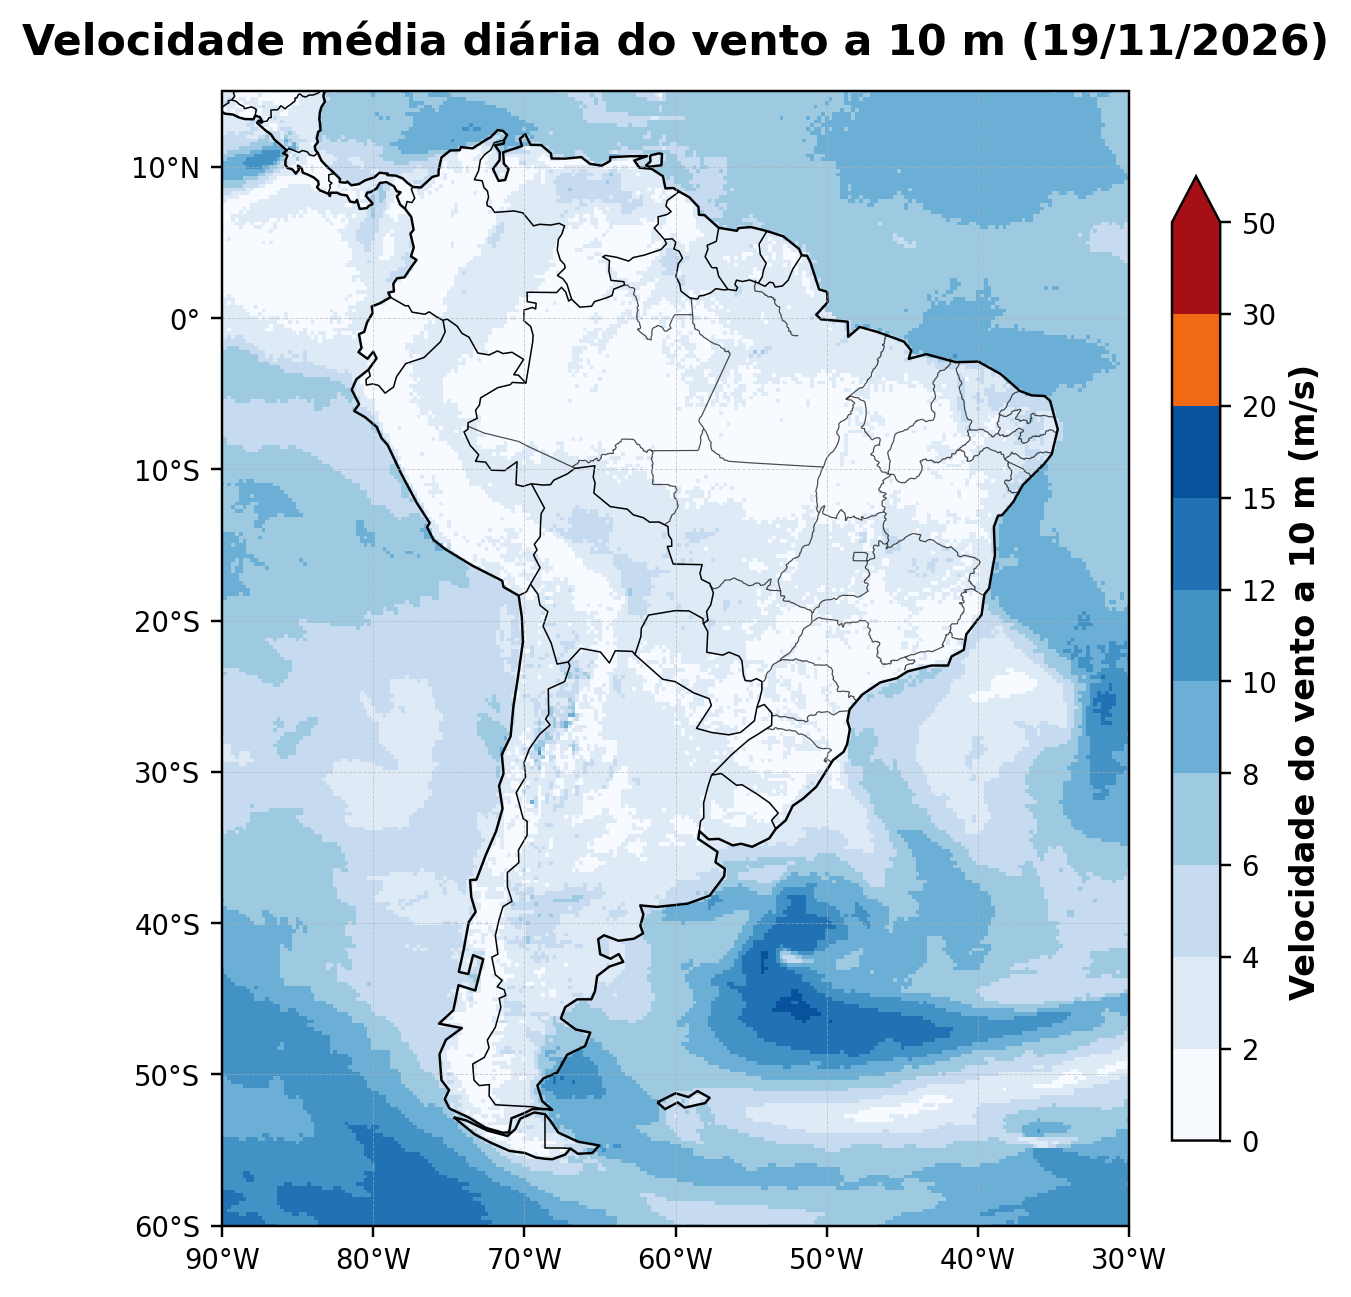 Velocidade média diária do vento a 10 m (19/11/2026)
10°N
0°
10°S
20°S
30°S
40°S
50°S
60°S
90°W
80°W
70°W
60°W
50°W
40°W
30°W
50
30
20
15
12
10
8
6
4
2
0
Velocidade do vento a 10 m (m/s)